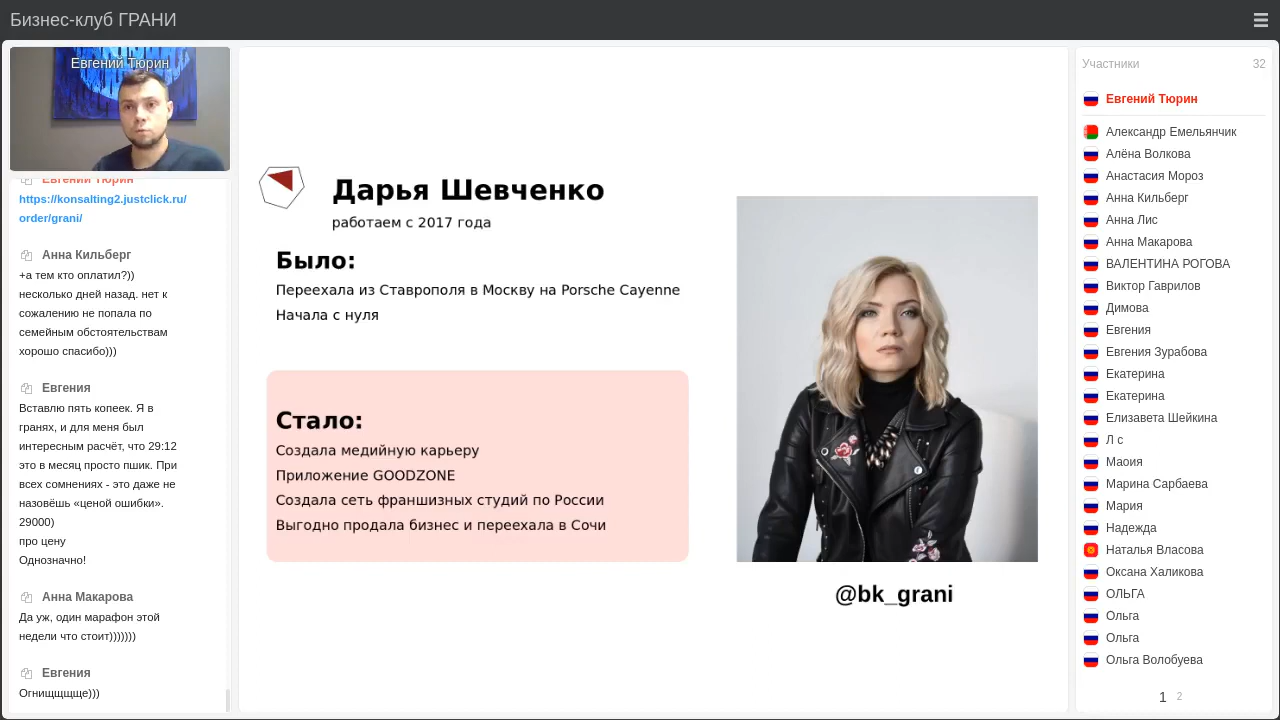 Бизнес-клуб ГРАНИ
Евгений Тюрин
Евгений Тюрин
https://konsalting2.justclick.ru/
order/grani/
Анна Кильберг
+а тем кто оплатил?))
несколько дней назад. нет к
сожалению не попала по
семейным обстоятельствам
хорошо спасибо)))
Евгения
Вставлю пять копеек. Я в
гранях, и для меня был
интересным расчёт, что 29:12
это в месяц просто пшик. При
всех сомнениях - это даже не
назовёшь «ценой ошибки».
29000)
про цену
Однозначно!
Анна Макарова
Да уж, один марафон этой
недели что стоит)))))))
Евгения
Огнищщщще)))
Дарья Шевченко
работаем с 2017 года
Было:
Переехала из Ставрополя в Москву на Porsche Cayenne
Начала с нуля
Стало:
Создала медийную карьеру
Приложение GOODZONE
Создала сеть франшизных студий по России
Выгодно продала бизнес и переехала в Сочи
@bk_grani
Участники 32
Евгений Тюрин
Александр Емельянчик
Алёна Волкова
Анастасия Мороз
Анна Кильберг
Анна Лис
Анна Макарова
ВАЛЕНТИНА РОГОВА
Виктор Гаврилов
Димова
Евгения
Евгения Зурабова
Екатерина
Екатерина
Елизавета Шейкина
Л с
Маоия
Марина Сарбаева
Мария
Надежда
Наталья Власова
Оксана Халикова
ОЛЬГА
Ольга
Ольга
Ольга Волобуева
1 2